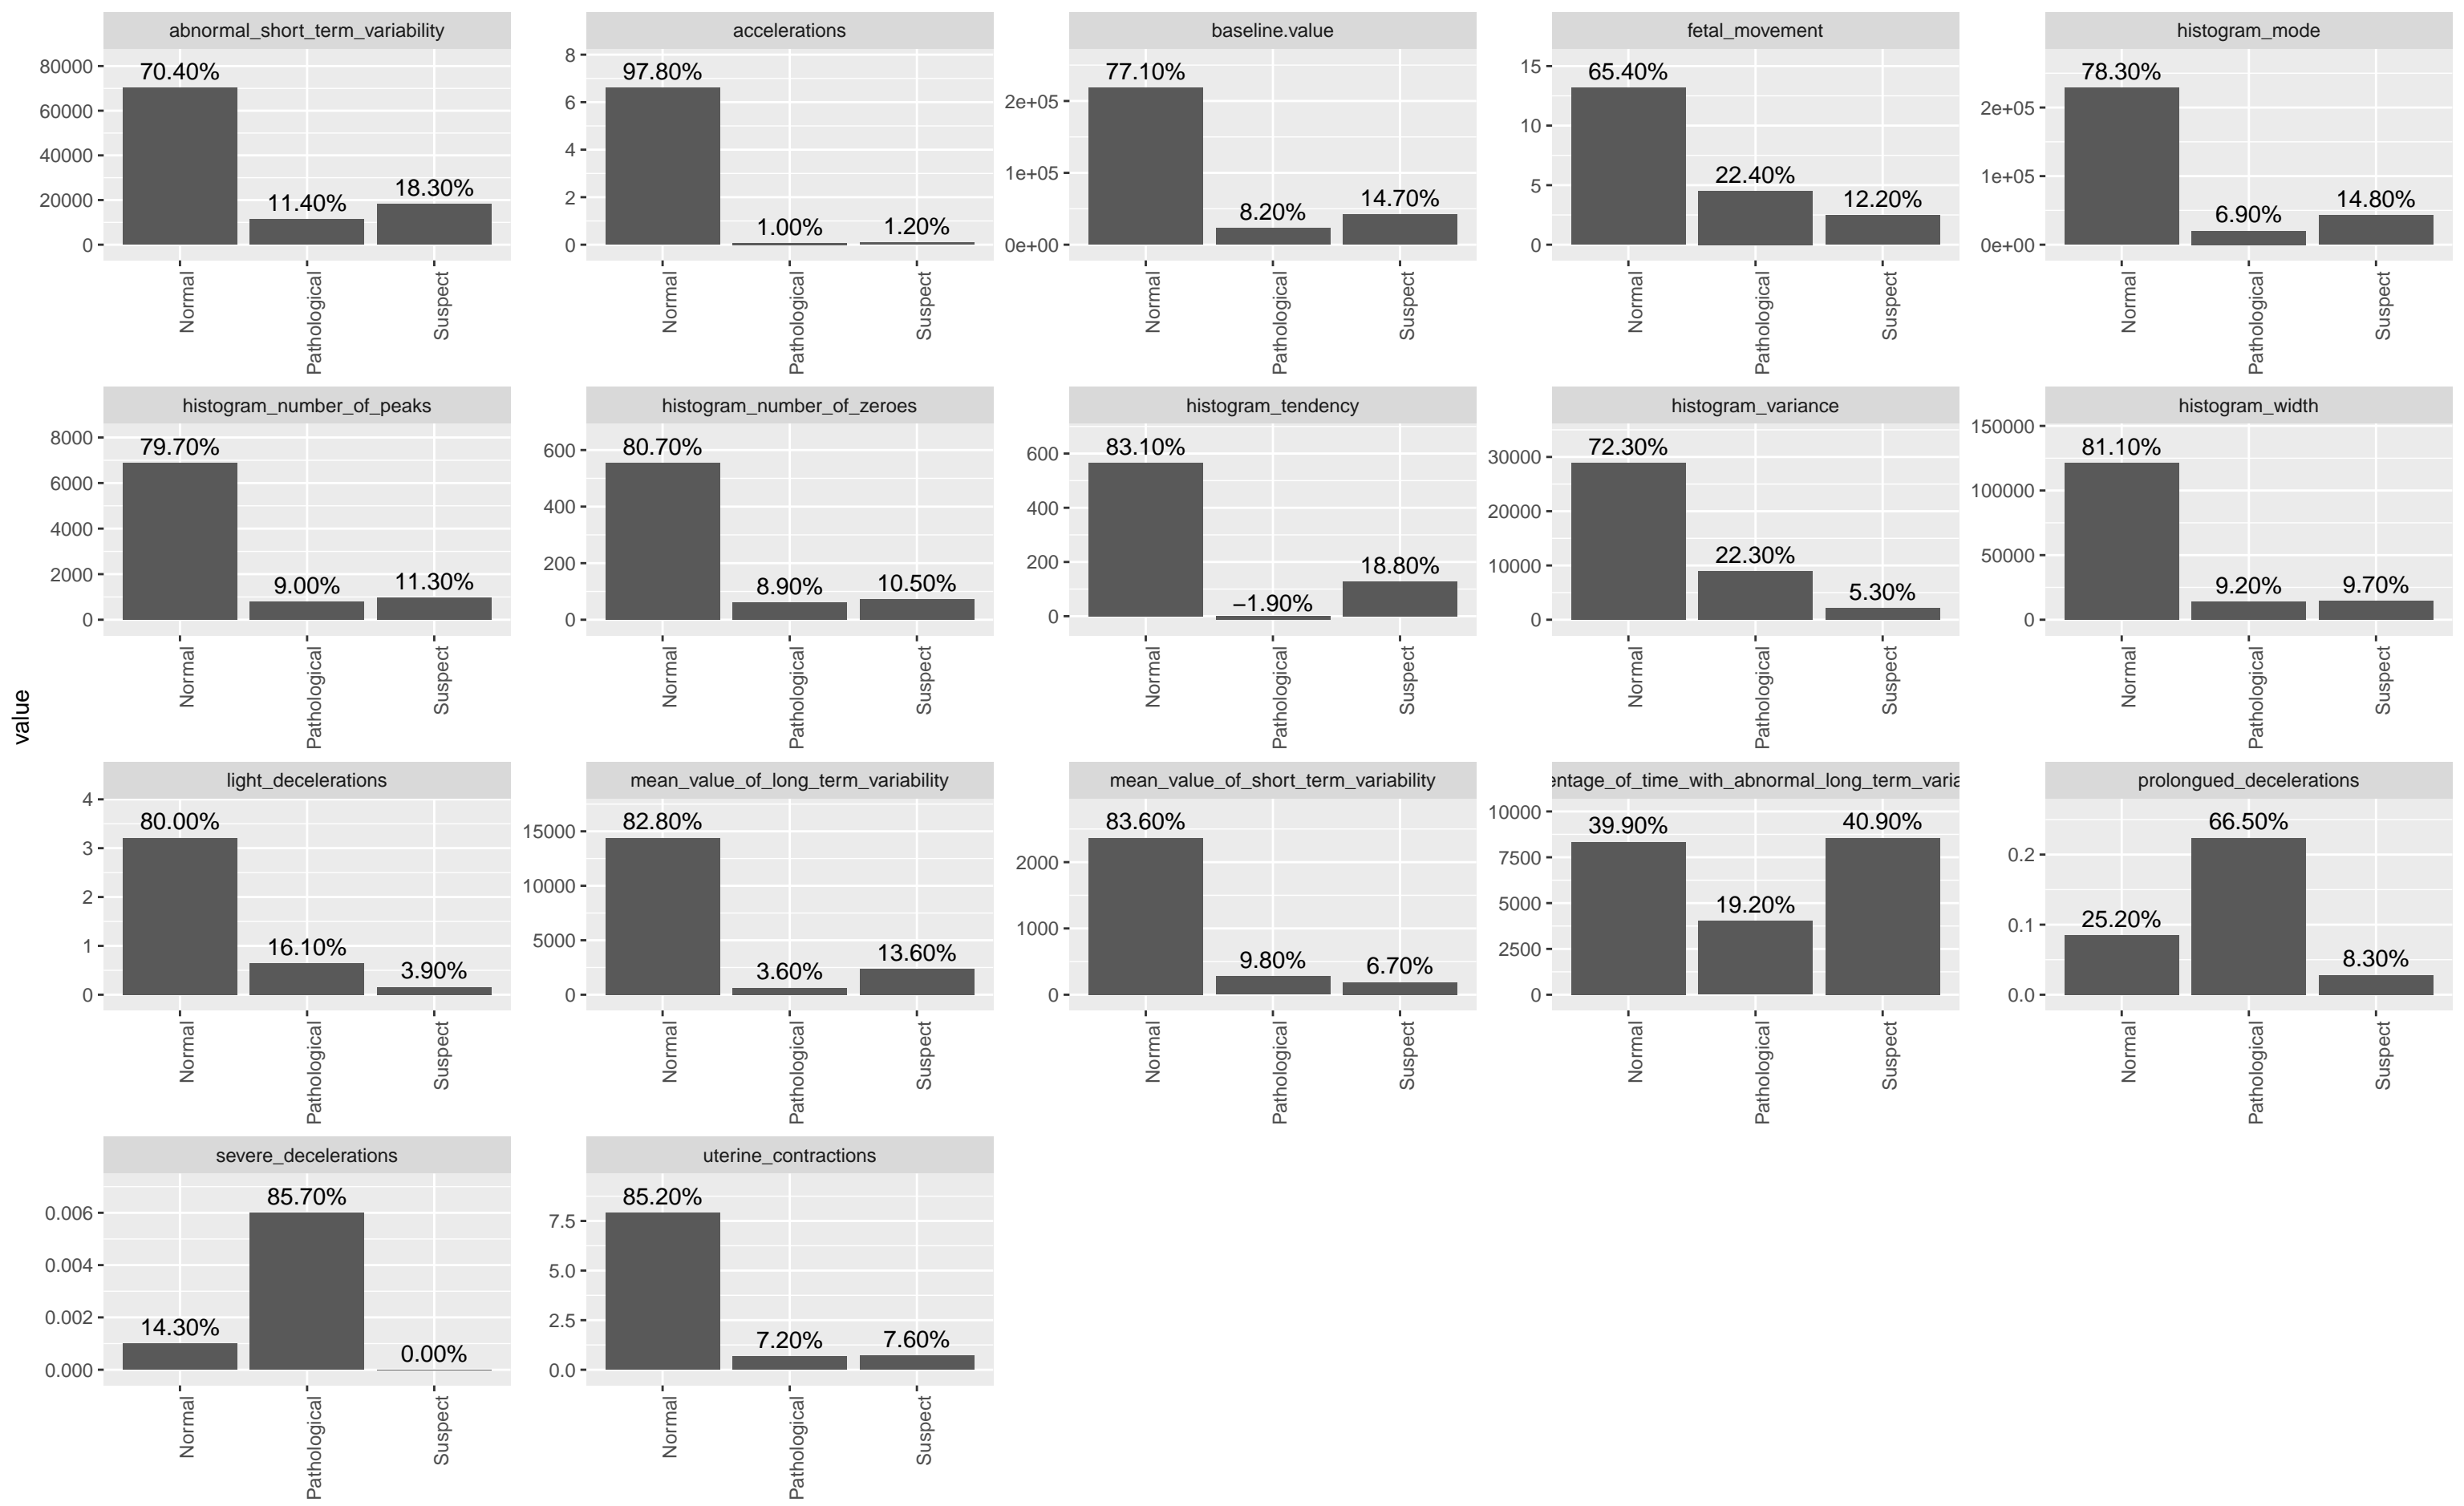 abnormal_short_term_variability
80000
60000
40000
20000
0
70.40%
11.40%
18.30%
Normal
Pathological
Suspect
accelerations
8
6
4
2
0
97.80%
1.00%
1.20%
Normal
Pathological
Suspect
baseline.value
2e+05
1e+05
0e+00
77.10%
8.20%
14.70%
Normal
Pathological
Suspect
fetal_movement
15
10
5
0
65.40%
22.40%
12.20%
Normal
Pathological
Suspect
histogram_mode
2e+05
1e+05
0e+00
78.30%
6.90%
14.80%
Normal
Pathological
Suspect
value
histogram_number_of_peaks
8000
6000
4000
2000
0
79.70%
9.00%
11.30%
Normal
Pathological
Suspect
histogram_number_of_zeroes
600
400
200
0
80.70%
8.90%
10.50%
Normal
Pathological
Suspect
histogram_tendency
600
400
200
0
83.10%
−1.90%
18.80%
Normal
Pathological
Suspect
histogram_variance
30000
20000
10000
0
72.30%
22.30%
5.30%
Normal
Pathological
Suspect
histogram_width
150000
100000
50000
0
81.10%
9.20%
9.70%
Normal
Pathological
Suspect
light_decelerations
4
3
2
1
0
80.00%
16.10%
3.90%
Normal
Pathological
Suspect
mean_value_of_long_term_variability
15000
10000
5000
0
82.80%
3.60%
13.60%
Normal
Pathological
Suspect
mean_value_of_short_term_variability
2000
1000
0
83.60%
9.80%
6.70%
Normal
Pathological
Suspect
entage_of_time_with_abnormal_long_term_varia
10000
7500
5000
2500
0
39.90%
19.20%
40.90%
Normal
Pathological
Suspect
prolongued_decelerations
0.2
0.1
0.0
25.20%
66.50%
8.30%
Normal
Pathological
Suspect
severe_decelerations
0.006
0.004
0.002
0.000
14.30%
85.70%
0.00%
Normal
Pathological
Suspect
uterine_contractions
7.5
5.0
2.5
0.0
85.20%
7.20%
7.60%
Normal
Pathological
Suspect